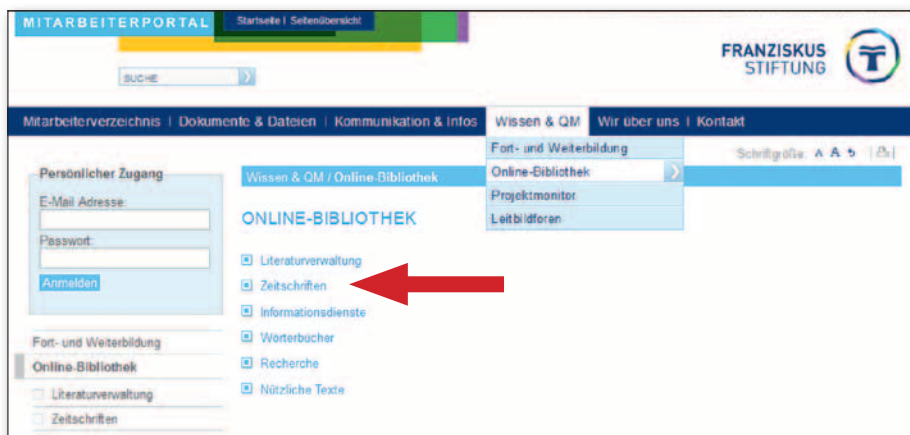 MITARBEITERPORTAL
Startseite | Seitenübersicht
SUCHE
FRANZISKUS
STIFTUNG
Mitarbeiterverzeichnis | Dokumente & Dateien | Kommunikation & Infos Wissen & QM Wir über uns | Kontakt
Fort- und Weiterbildung
Online-Bibliothek
Projektmonitor
Leitbildforen
Schriftgröße: A A
Persönlicher Zugang
E-Mail Adresse:
Passwort:
Anmelden
Wissen & QM / Online-Bibliothek
ONLINE-BIBLIOTHEK
Literaturverwaltung
Zeitschriften
Informationsdienste
Wörterbücher
Recherche
Nützliche Texte
Fort- und Weiterbildung
Online-Bibliothek
Literaturverwaltung
Zeitschriften